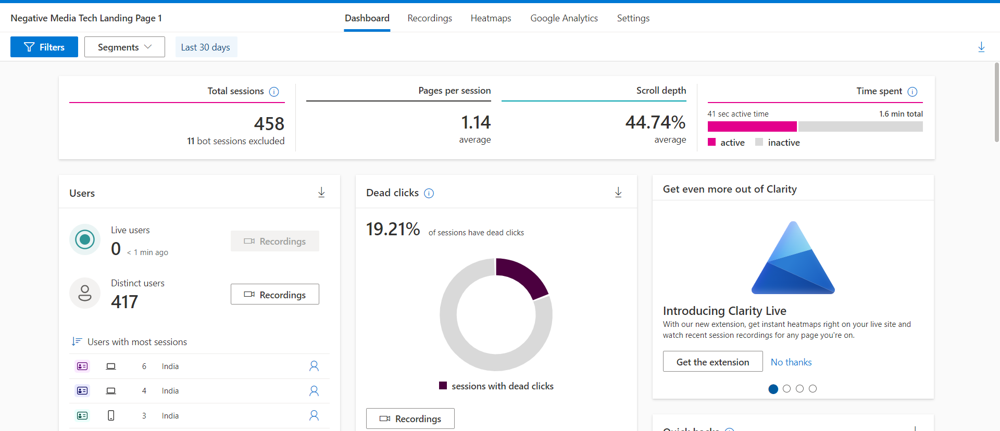 Negative Media Tech Landing Page 1
Dashboard Recordings Heatmaps Google Analytics Settings
Filters Segments Last 30 days
Total sessions
458
11 bot sessions excluded
Pages per session
1.14
average
Scroll depth
44.74%
average
Time spent
41 sec active time 1.6 min total
active inactive
Users
Live users
0 < 1 min ago
Recordings
Distinct users
417
Recordings
Users with most sessions
6 India
4 India
3 India
Dead clicks
19.21% of sessions have dead clicks
sessions with dead clicks
Recordings
Get even more out of Clarity
Introducing Clarity Live
With our new extension, get instant heatmaps right on your live site and
watch recent session recordings for any page you're on.
Get the extension No thanks
Quick backs